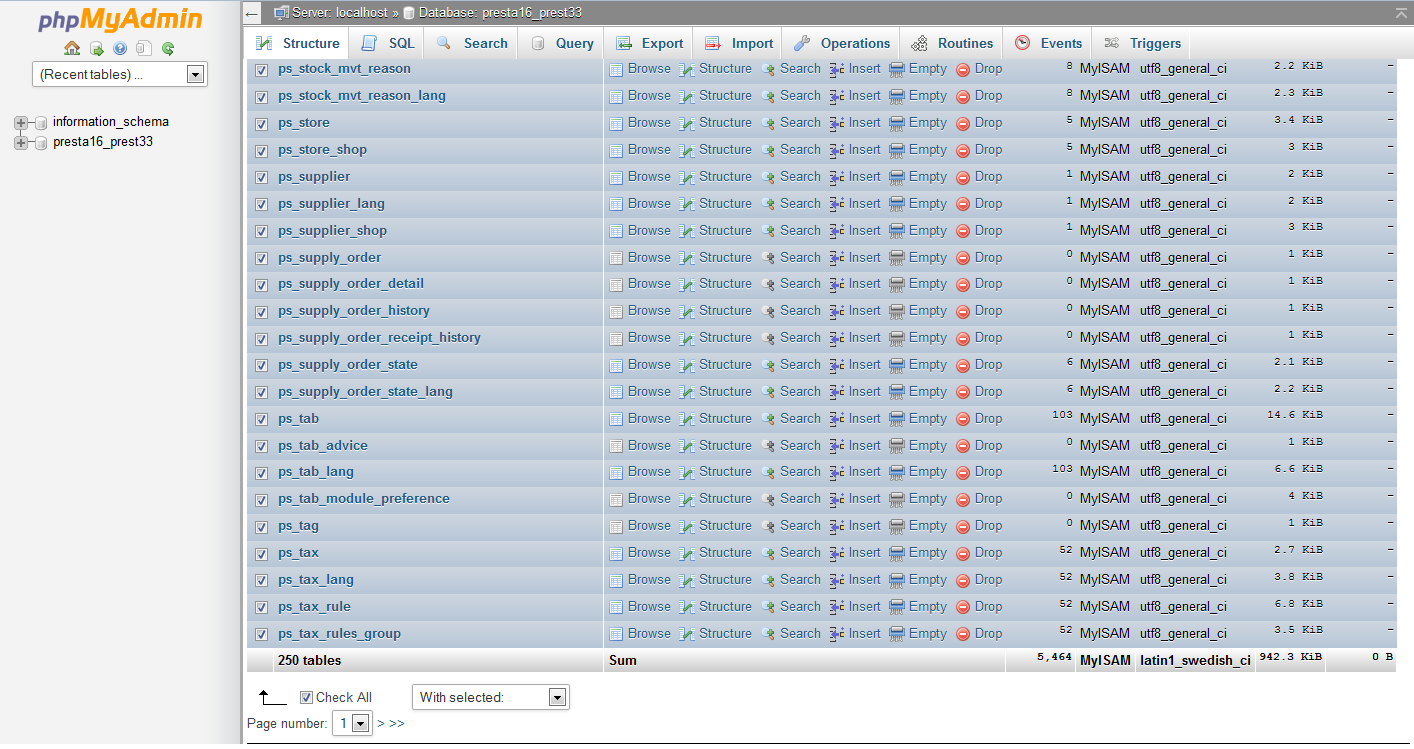 phpMyAdmin
(Recent tables) ...
information_schema
presta16_prest33
Server: localhost » Database: presta16_prest33
Structure SQL Search Query Export Import Operations Routines Events Triggers
ps_stock_mvt_reason Browse Structure Search Insert Empty Drop 8 MyISAM utf8_general_ci 2.2 KiB -
ps_stock_mvt_reason_lang Browse Structure Search Insert Empty Drop 8 MyISAM utf8_general_ci 2.3 KiB -
ps_store Browse Structure Search Insert Empty Drop 5 MyISAM utf8_general_ci 3.4 KiB -
ps_store_shop Browse Structure Search Insert Empty Drop 5 MyISAM utf8_general_ci 3 KiB -
ps_supplier Browse Structure Search Insert Empty Drop 1 MyISAM utf8_general_ci 2 KiB -
ps_supplier_lang Browse Structure Search Insert Empty Drop 1 MyISAM utf8_general_ci 2 KiB -
ps_supplier_shop Browse Structure Search Insert Empty Drop 1 MyISAM utf8_general_ci 3 KiB -
ps_supply_order Browse Structure Search Insert Empty Drop 0 MyISAM utf8_general_ci 1 KiB -
ps_supply_order_detail Browse Structure Search Insert Empty Drop 0 MyISAM utf8_general_ci 1 KiB -
ps_supply_order_history Browse Structure Search Insert Empty Drop 0 MyISAM utf8_general_ci 1 KiB -
ps_supply_order_receipt_history Browse Structure Search Insert Empty Drop 0 MyISAM utf8_general_ci 1 KiB -
ps_supply_order_state Browse Structure Search Insert Empty Drop 6 MyISAM utf8_general_ci 2.1 KiB -
ps_supply_order_state_lang Browse Structure Search Insert Empty Drop 6 MyISAM utf8_general_ci 2.2 KiB -
ps_tab Browse Structure Search Insert Empty Drop 103 MyISAM utf8_general_ci 14.6 KiB -
ps_tab_advice Browse Structure Search Insert Empty Drop 0 MyISAM utf8_general_ci 1 KiB -
ps_tab_lang Browse Structure Search Insert Empty Drop 103 MyISAM utf8_general_ci 6.6 KiB -
ps_tab_module_preference Browse Structure Search Insert Empty Drop 0 MyISAM utf8_general_ci 4 KiB -
ps_tag Browse Structure Search Insert Empty Drop 0 MyISAM utf8_general_ci 1 KiB -
ps_tax Browse Structure Search Insert Empty Drop 52 MyISAM utf8_general_ci 2.7 KiB -
ps_tax_lang Browse Structure Search Insert Empty Drop 52 MyISAM utf8_general_ci 3.8 KiB -
ps_tax_rule Browse Structure Search Insert Empty Drop 52 MyISAM utf8_general_ci 6.8 KiB -
ps_tax_rules_group Browse Structure Search Insert Empty Drop 52 MyISAM utf8_general_ci 3.5 KiB -
250 tables Sum 5,464 MyISAM latin1_swedish_ci 942.3 KiB 0 B
Check All With selected:
Page number: 1 > >>